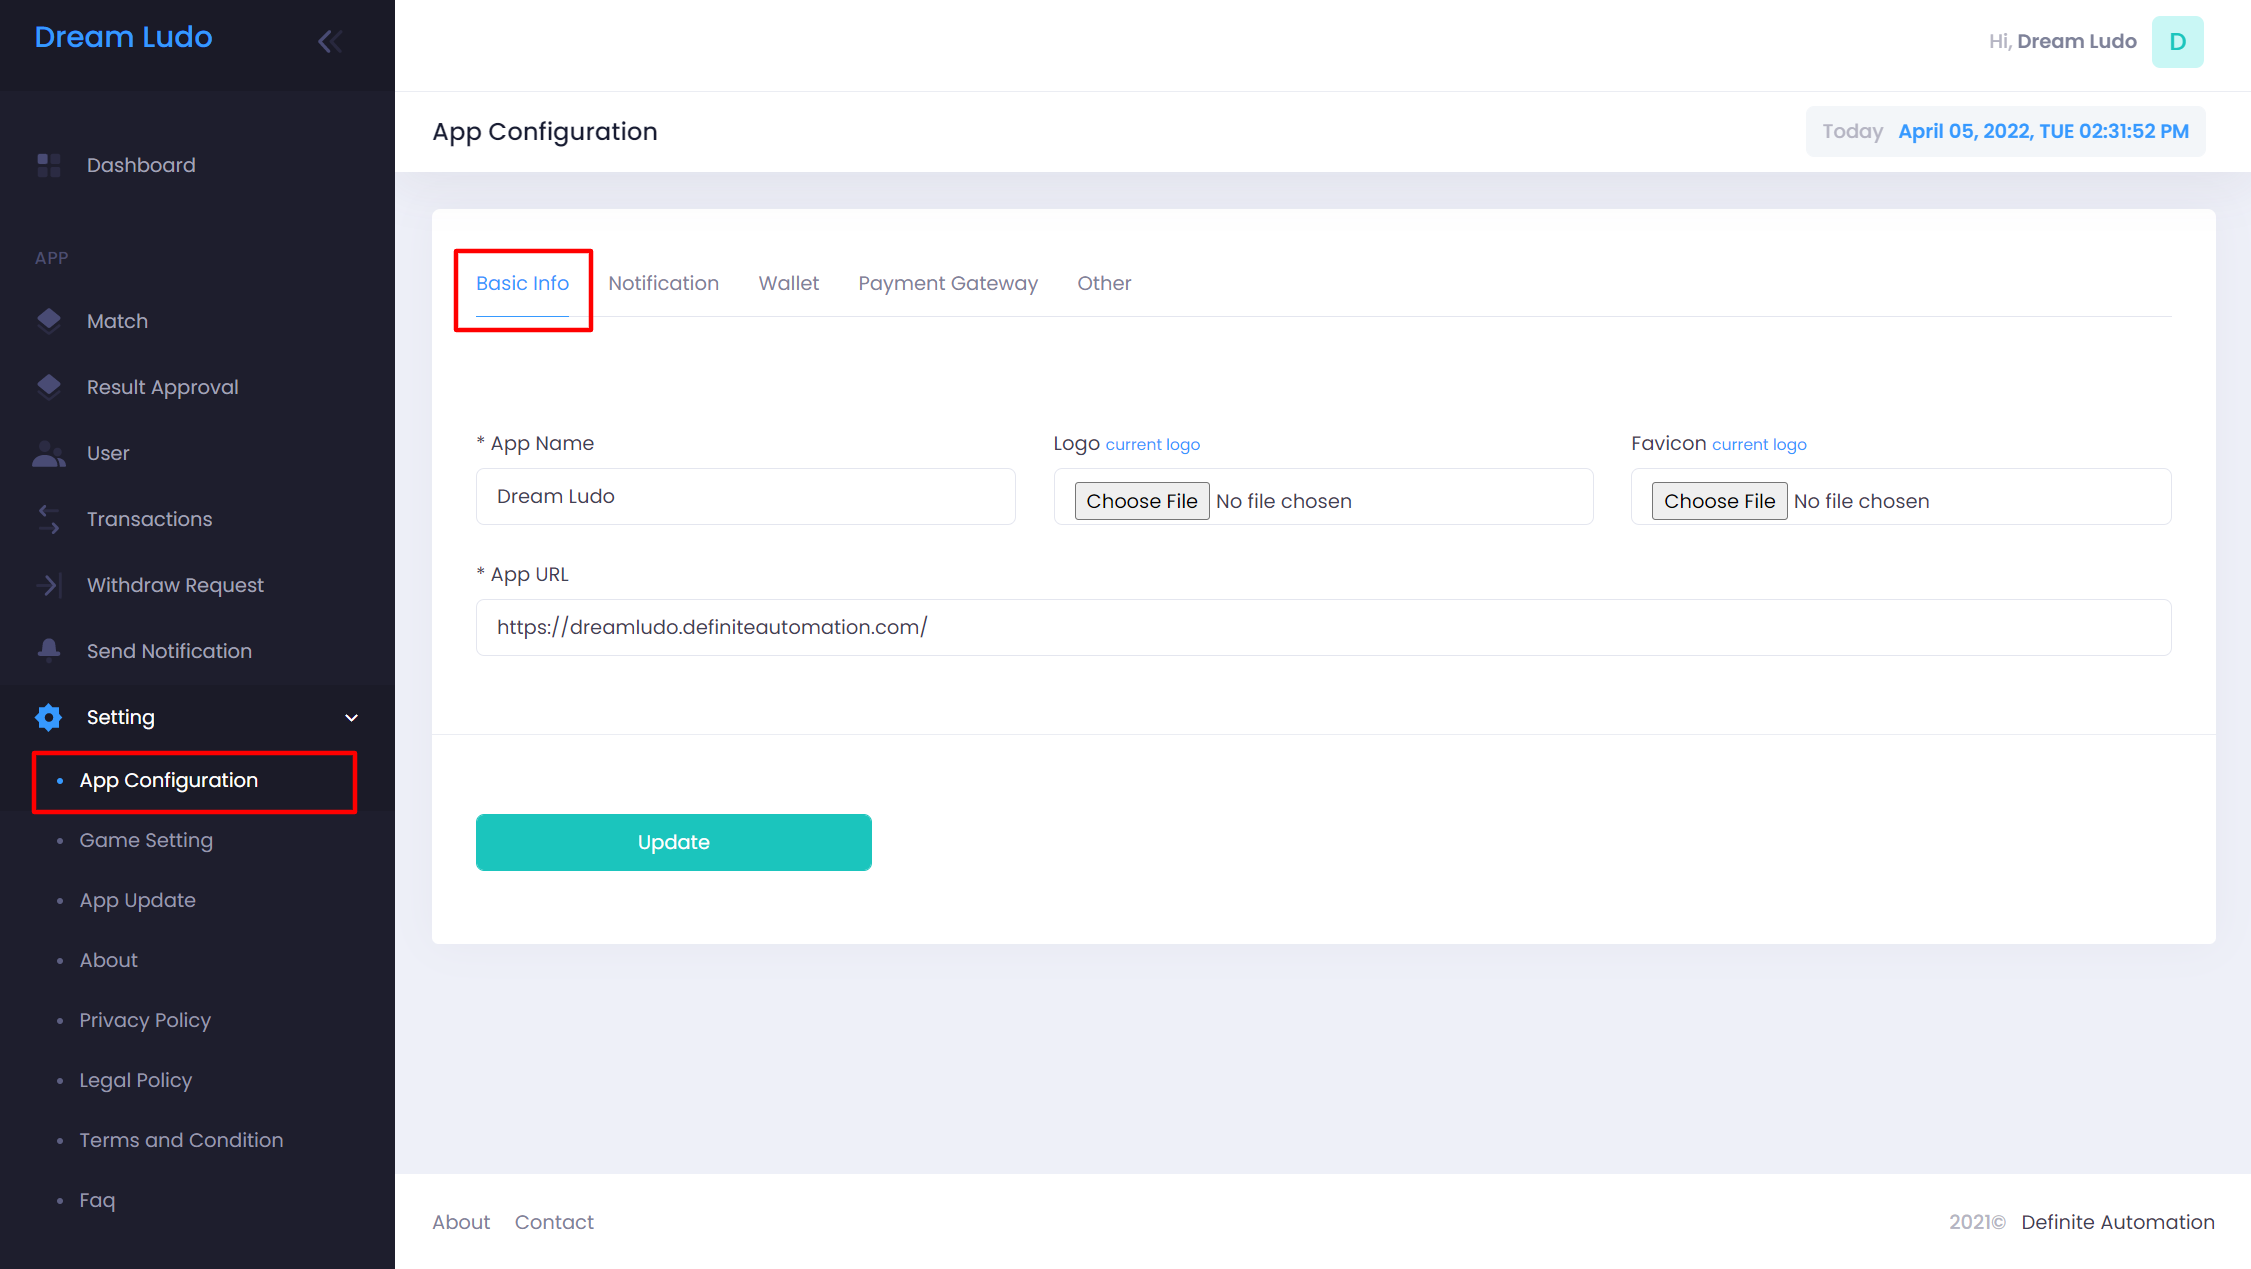 Dream Ludo
Hi, Dream Ludo D
App Configuration
Today April 05, 2022, TUE 02:31:52 PM
Dashboard
APP
Match
Result Approval
User
Transactions
Withdraw Request
Send Notification
Setting
App Configuration
Game Setting
App Update
About
Privacy Policy
Legal Policy
Terms and Condition
Faq
Basic Info Notification Wallet Payment Gateway Other
* App Name
Dream Ludo
Logo current logo
Choose File No file chosen
Favicon current logo
Choose File No file chosen
* App URL
https://dreamludo.definiteautomation.com/
Update
About Contact
2021© Definite Automation